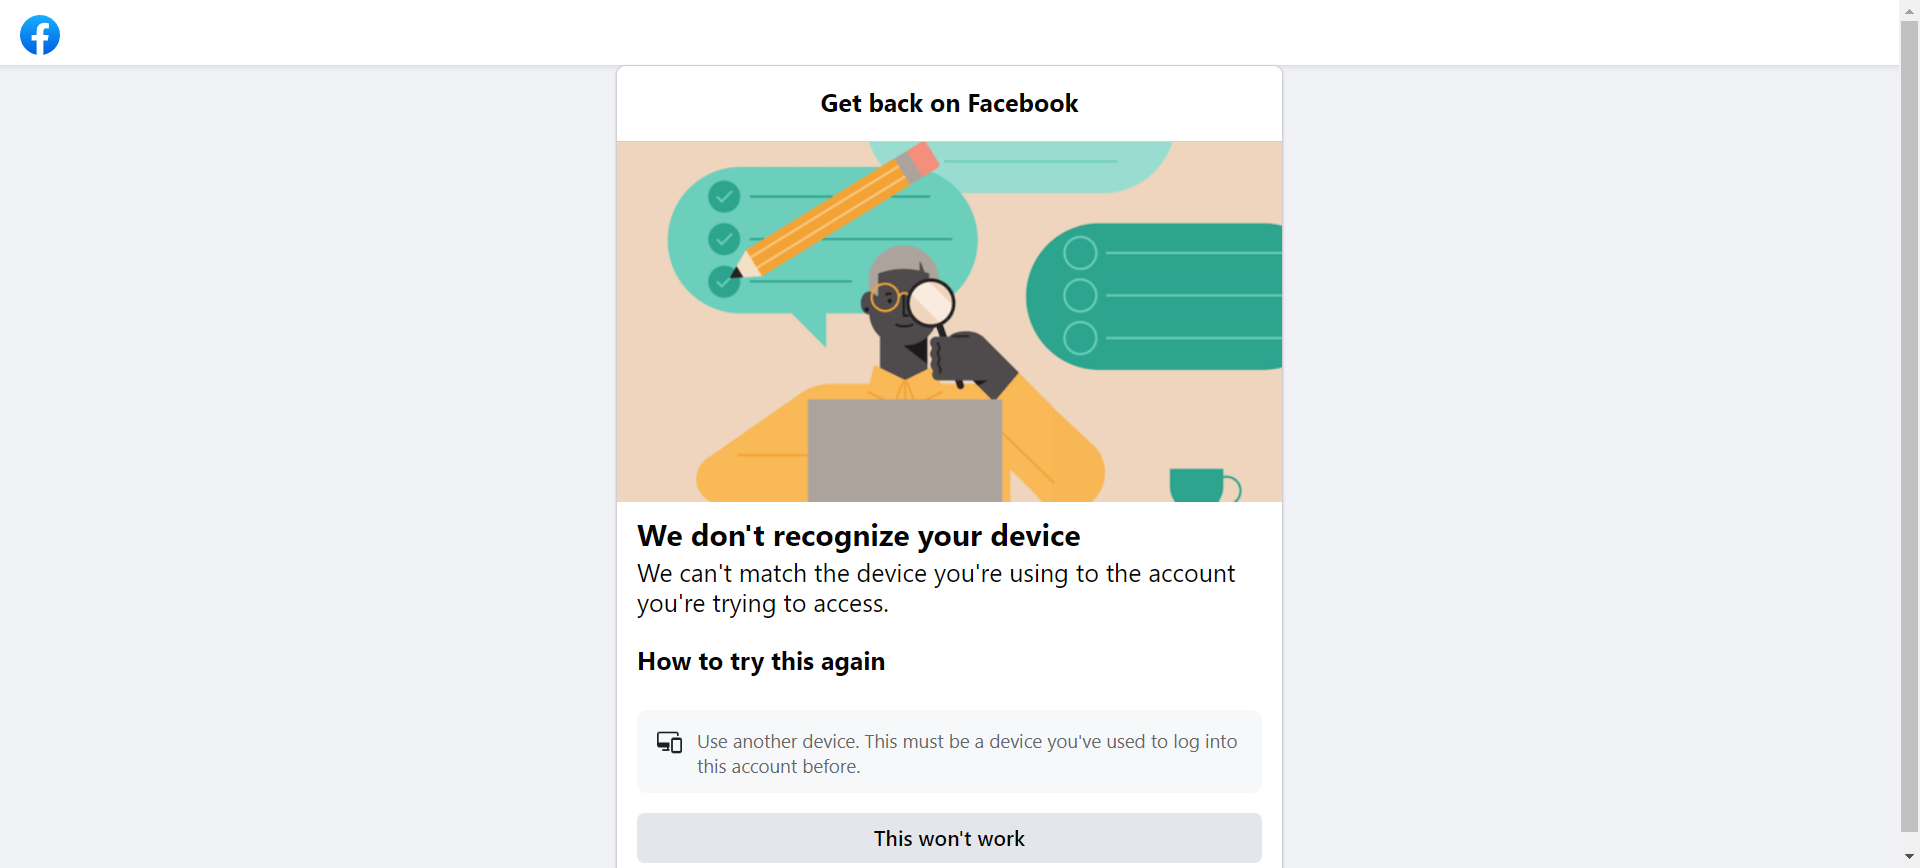 Get back on Facebook
We don't recognize your device
We can't match the device you're using to the account
you're trying to access.
How to try this again
Use another device. This must be a device you've used to log into
this account before.
This won't work